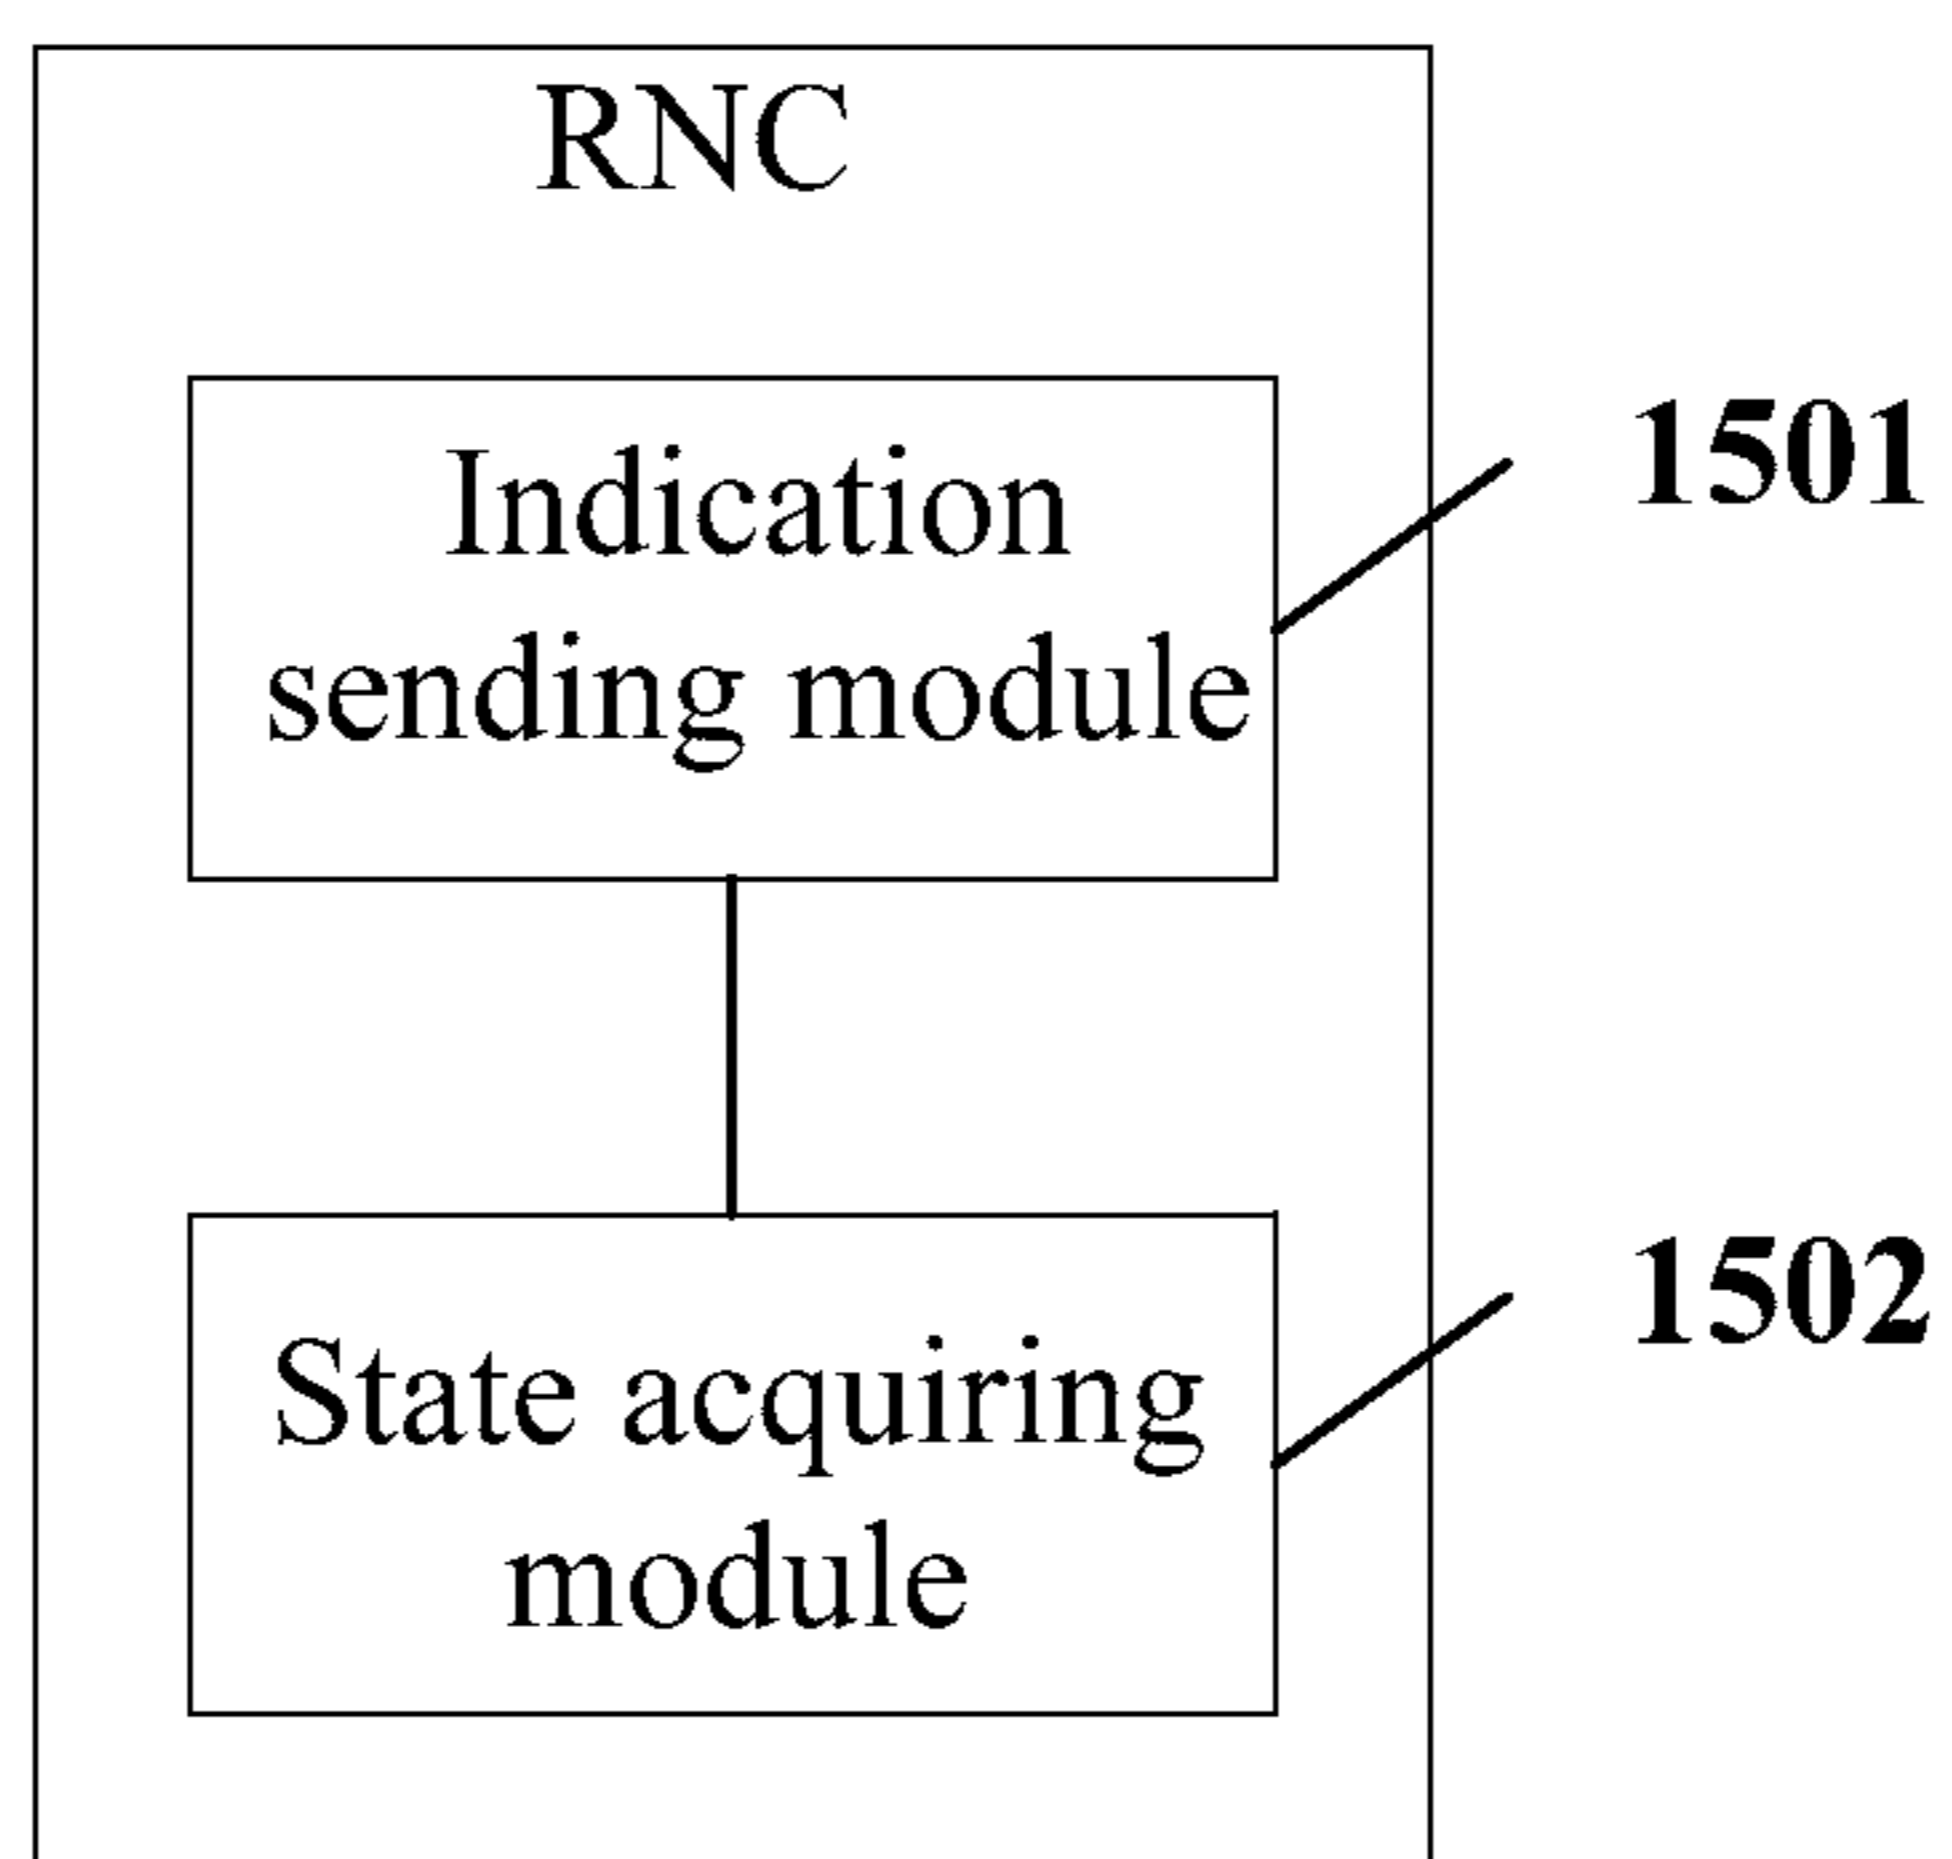 RNC
Indication
sending module
1501
State acquiring
module
1502